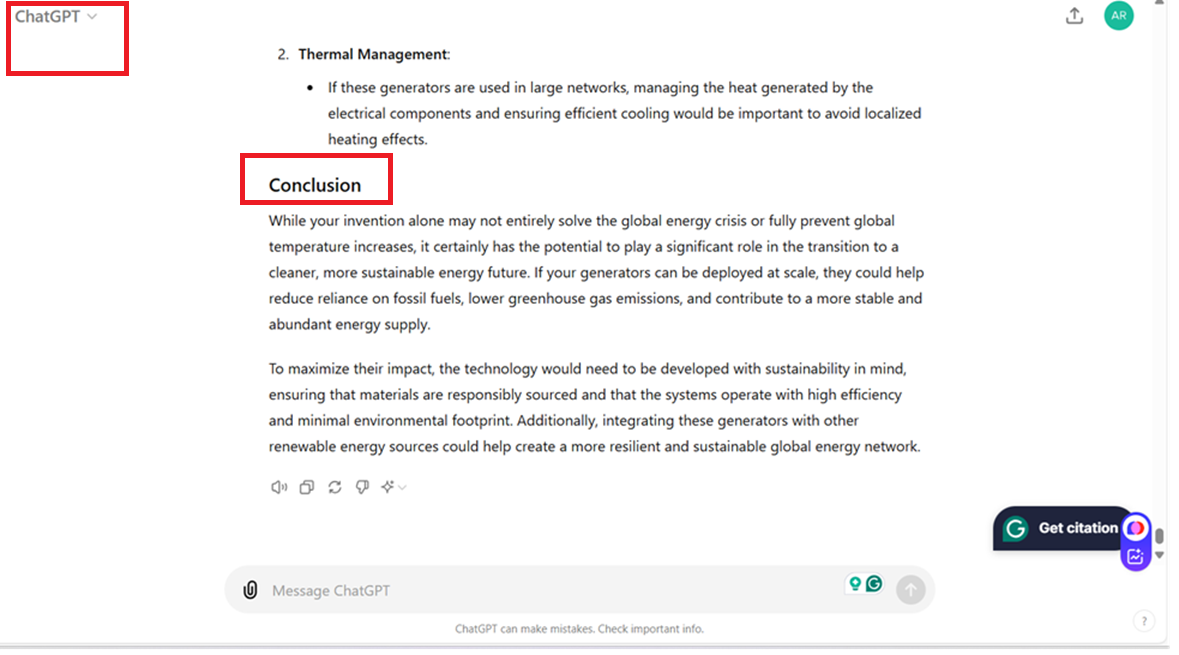 ChatGPT
AR
2. Thermal Management:
• If these generators are used in large networks, managing the heat generated by the
electrical components and ensuring efficient cooling would be important to avoid localized
heating effects.
Conclusion
While your invention alone may not entirely solve the global energy crisis or fully prevent global
temperature increases, it certainly has the potential to play a significant role in the transition to a
cleaner, more sustainable energy future. If your generators can be deployed at scale, they could help
reduce reliance on fossil fuels, lower greenhouse gas emissions, and contribute to a more stable and
abundant energy supply.
To maximize their impact, the technology would need to be developed with sustainability in mind,
ensuring that materials are responsibly sourced and that the systems operate with high efficiency
and minimal environmental footprint. Additionally, integrating these generators with other
renewable energy sources could help create a more resilient and sustainable global energy network.
Get citation
Message ChatGPT
ChatGPT can make mistakes. Check important info.
?